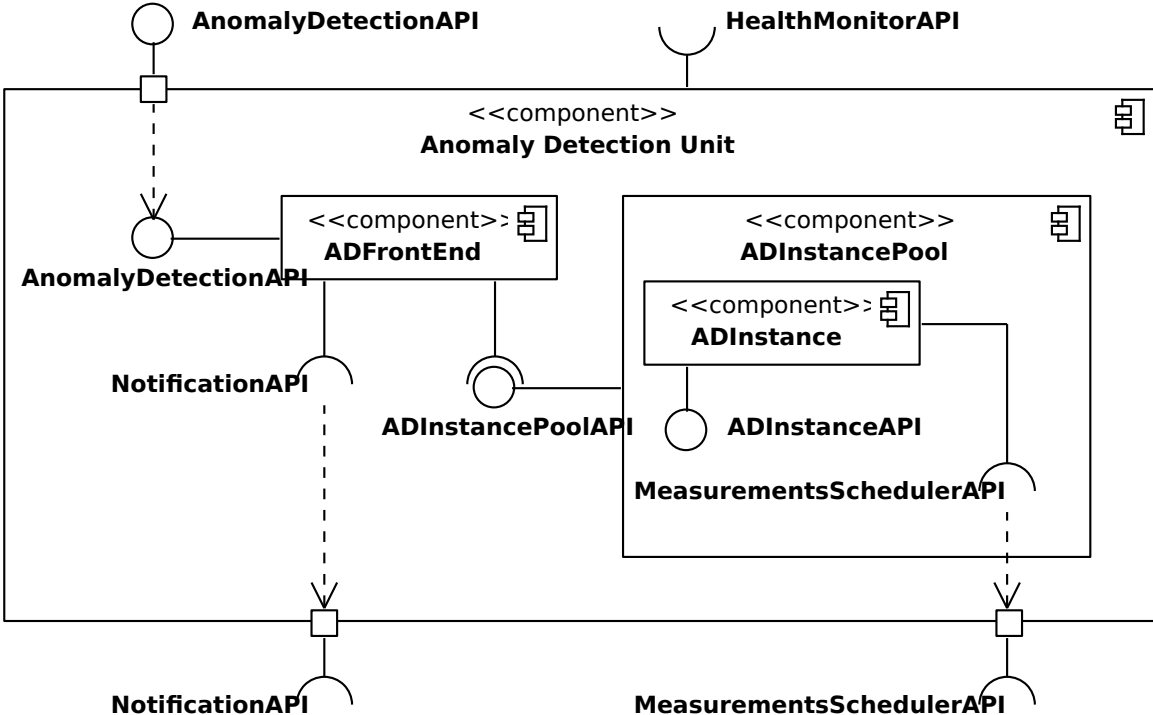 AnomalyDetectionAPI
HealthMonitorAPI
<<component>>
Anomaly Detection Unit
<<component>>
ADFrontEnd
AnomalyDetectionAPI
<<component>>
ADInstancePool
<<component>>
ADInstance
NotificationAPI
ADInstancePoolAPI
ADInstanceAPI
MeasurementsSchedulerAPI
NotificationAPI
MeasurementsSchedulerAPI